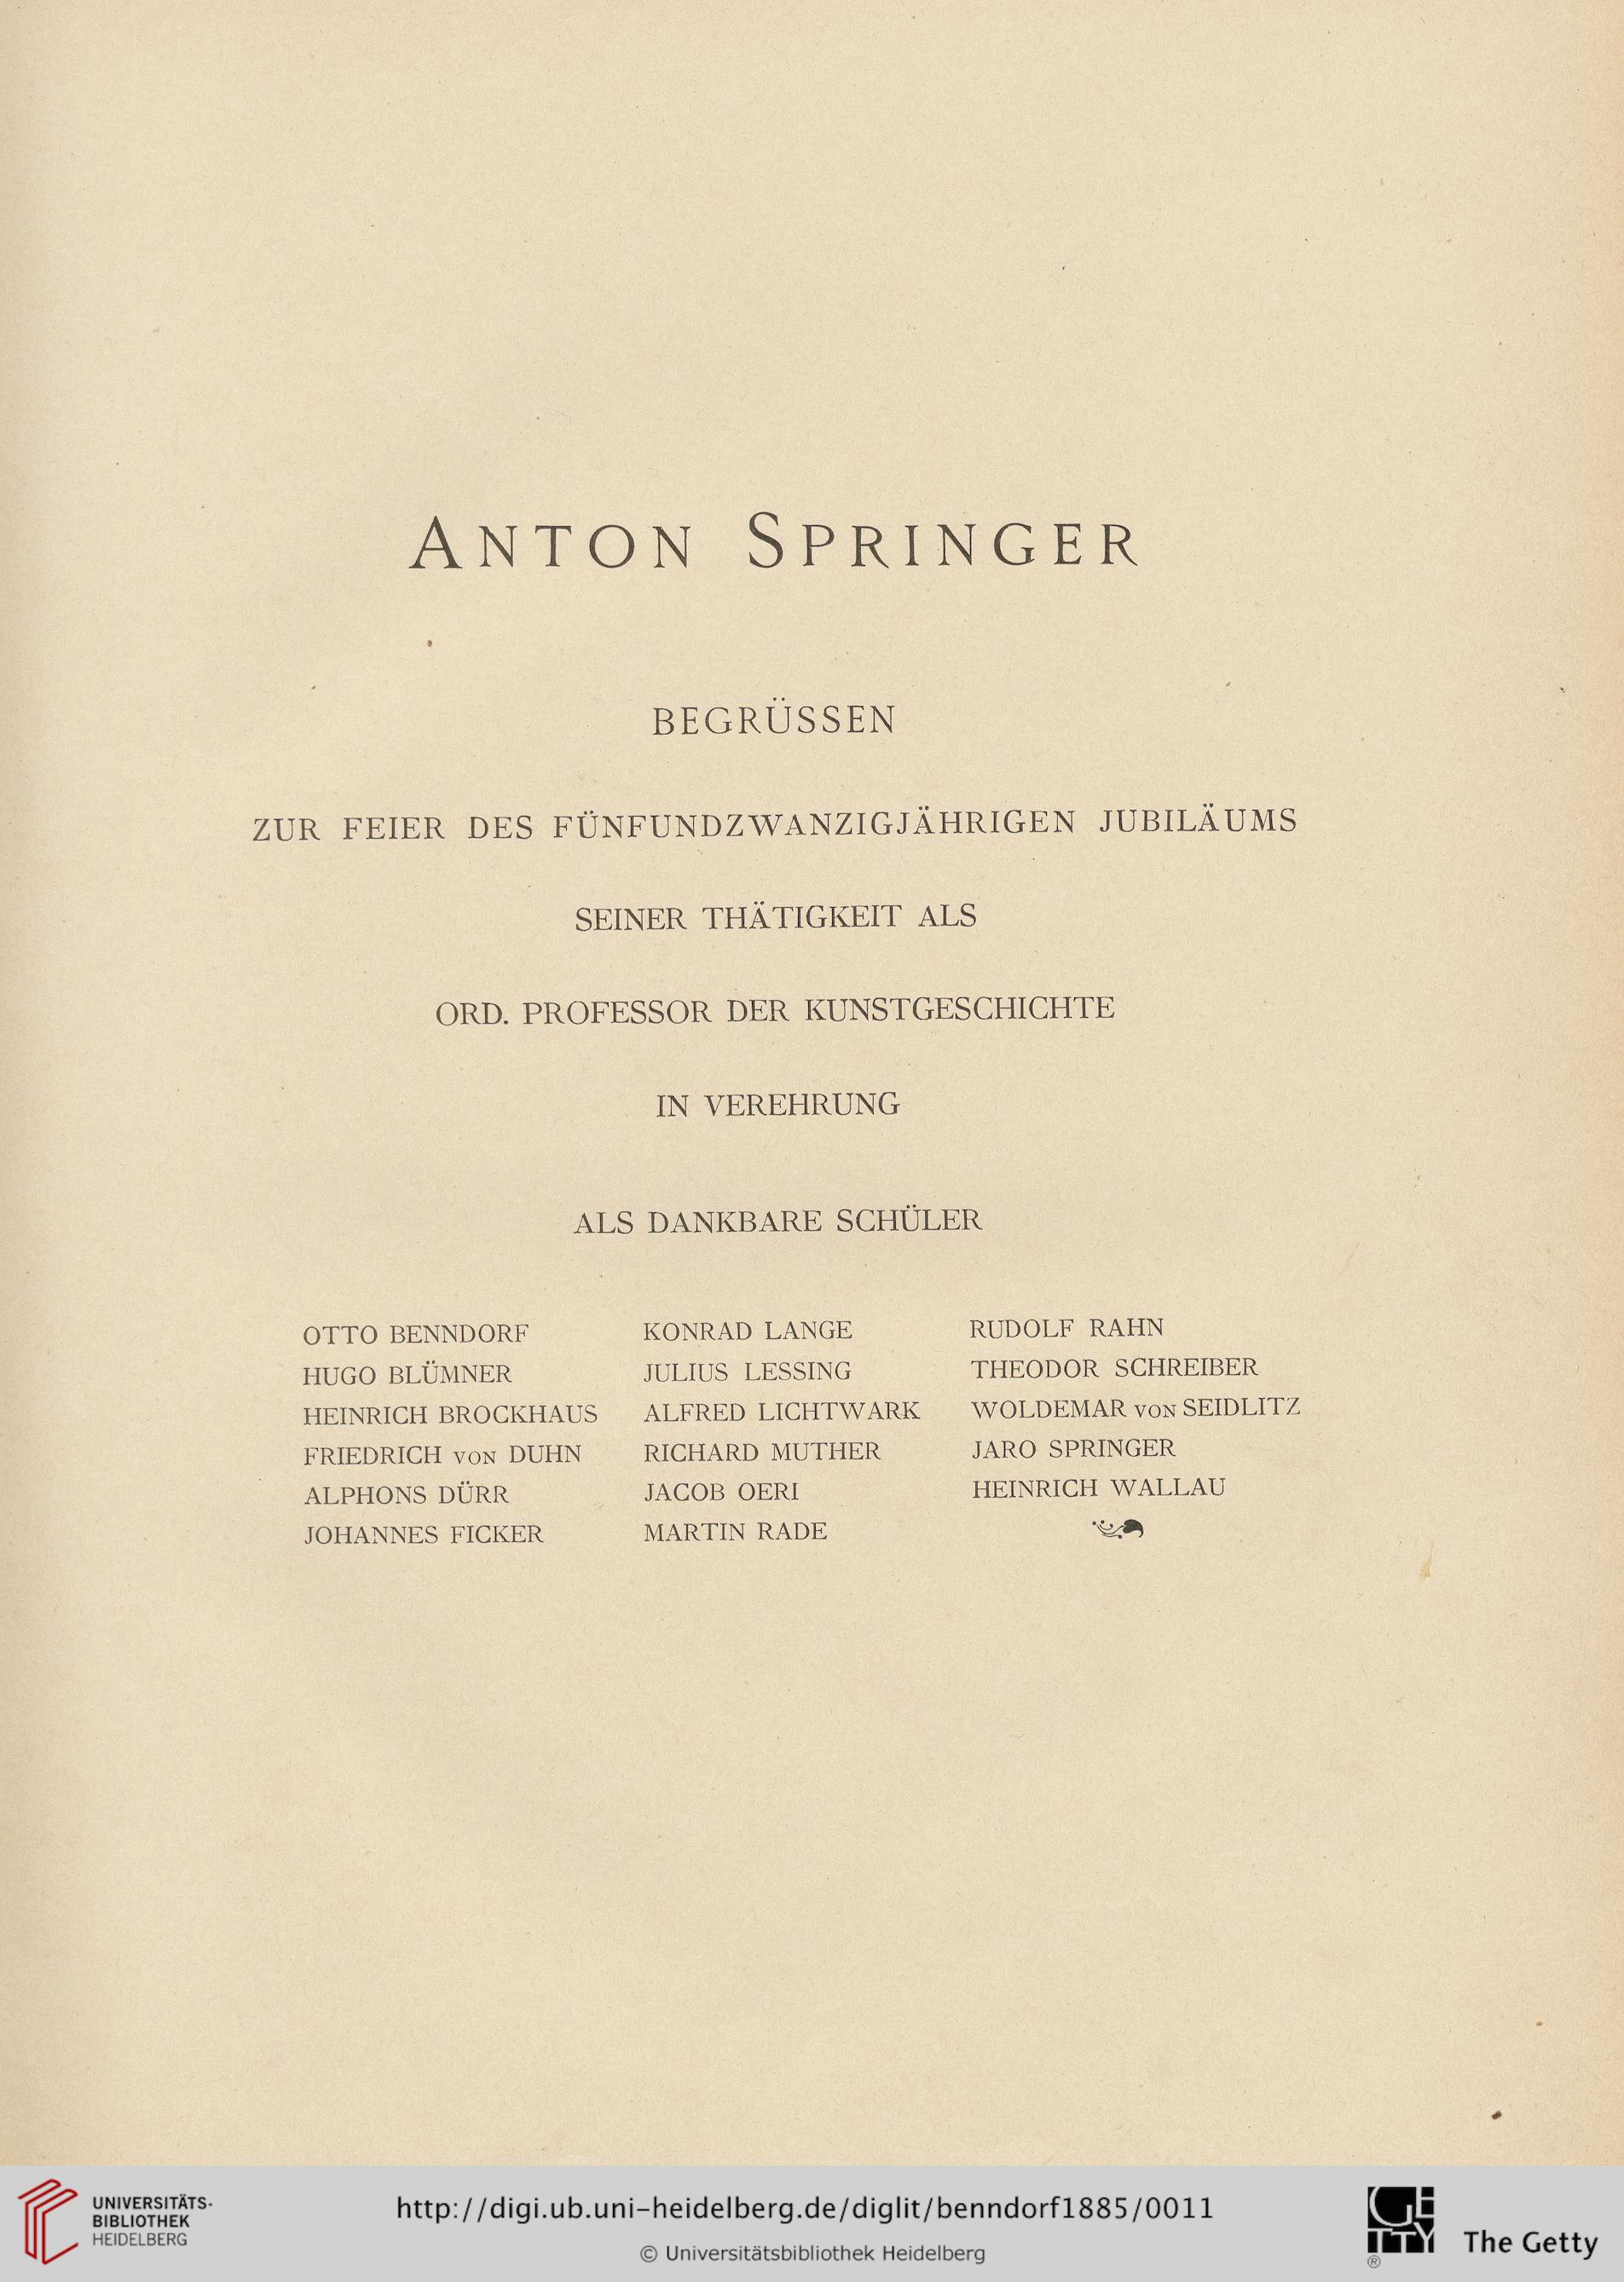 ANTON SPRINGER
BEGRÜSSEN
ZUR FEIER DES FÜNFUNDZWANZIGJÄHRIGEN JUBILÄUMS
SEINER THÄTIGKEIT ALS
ORD. PROFESSOR DER KUNSTGESCHICHTE
IN VEREHRUNG
ALS DANKBARE SCHÜLER
OTTO BENNDORF
HUGO BLÜMNER
HEINRICH BROCKHAUS
FRIEDRICH VON DUHN
ALPHONS DÜRR
JOHANNES FICKER
KONRAD LANGE
JULIUS LESSING
ALFRED LICHTWARK
RICHARD MUTHER
JACOB OERI
MARTIN RADE
RUDOLF RAHN
THEODOR SCHREIBER
WOLDEMAR VON SEIDLITZ
JARO SPRINGER
HEINRICH WALLAU
UNIVERSITÄTS-
BIBLIOTHEK
HEIDELBERG
http://digi.ub.uni-heidelberg.de/diglit/benndorf1885/0011
© Universitätsbibliothek Heidelberg
GE
TTY
®
The Getty